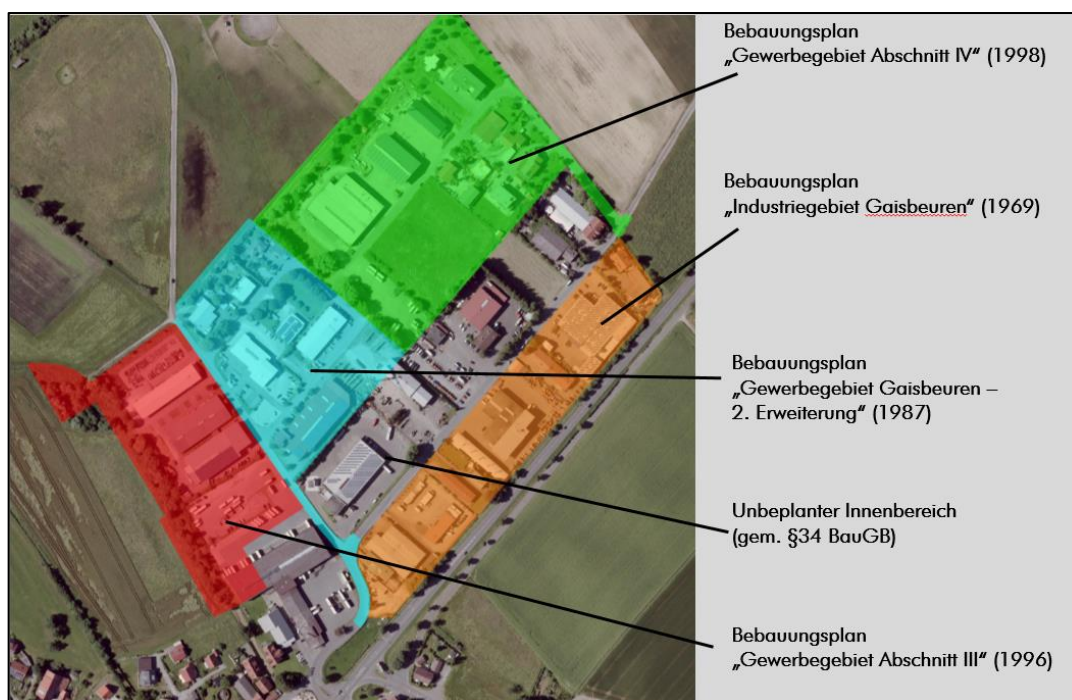 Bebauungsplan
„Gewerbegebiet Abschnitt IV“ (1998)
Bebauungsplan
„Industriegebiet Gaisbeuren“ (1969)
Bebauungsplan
„Gewerbegebiet Gaisbeuren –
2. Erweiterung“ (1987)
Unbeplanter Innenbereich
(gem. §34 BauGB)
Bebauungsplan
„Gewerbegebiet Abschnitt III“ (1996)